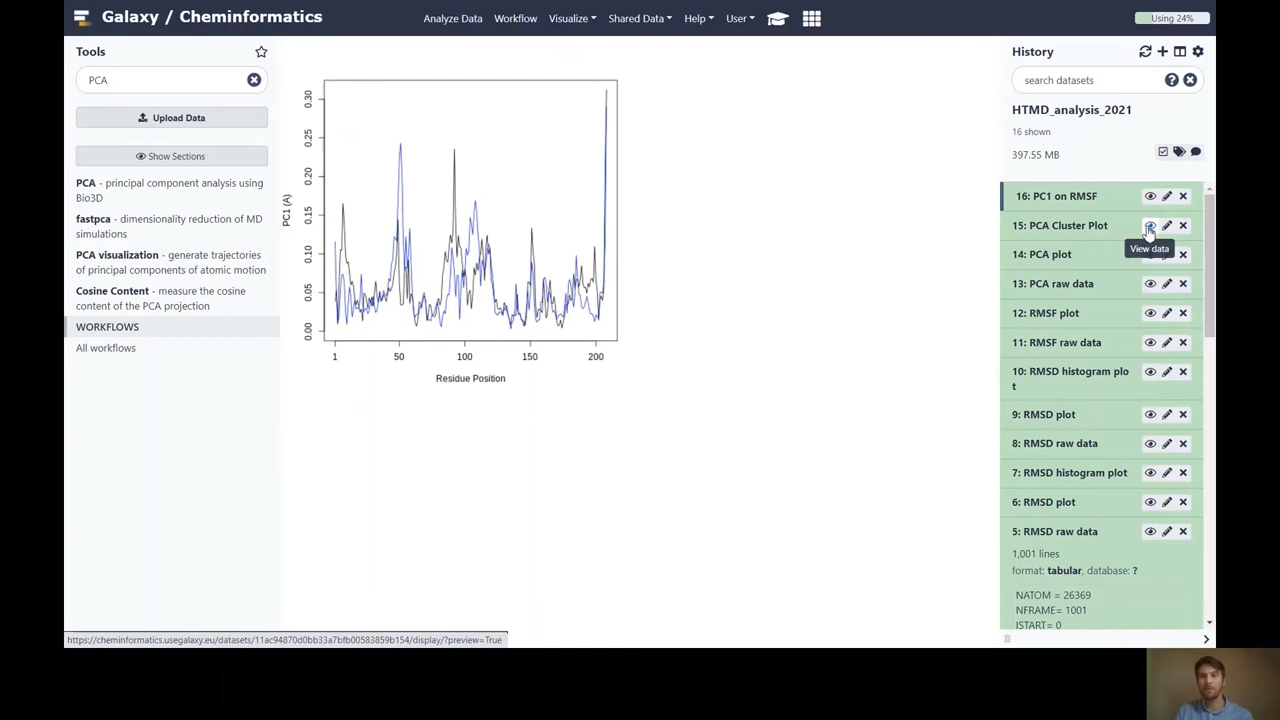 Galaxy / Cheminformatics
Analyze Data
Workflow
Visualize
Shared Data
Help
User
Using 24%
Tools
PCA
Upload Data
Show Sections
PCA - principal component analysis using
Bio3D
fastpca - dimensionality reduction of MD
simulations
PCA visualization - generate trajectories
of principal components of atomic motion
Cosine Content - measure the cosine
content of the PCA projection
WORKFLOWS
All workflows
PC1 (A)
0.30
0.25
0.20
0.15
0.10
0.05
0.00
1
50
100
150
200
Residue Position
History
search datasets
HTMD_analysis_2021
16 shown
397.55 MB
16: PC1 on RMSF
15: PCA Cluster Plot
View data
14: PCA plot
13: PCA raw data
12: RMSF plot
11: RMSF raw data
10: RMSD histogram plo
t
9: RMSD plot
8: RMSD raw data
7: RMSD histogram plot
6: RMSD plot
5: RMSD raw data
1,001 lines
format: tabular, database: ?
NATOM = 26369
NFRAME= 1001
ISTART= 0
https://cheminformatics.usegalaxy.eu/datasets/11ac94870d0bb33a7bfb00583859b154/display/?preview=True